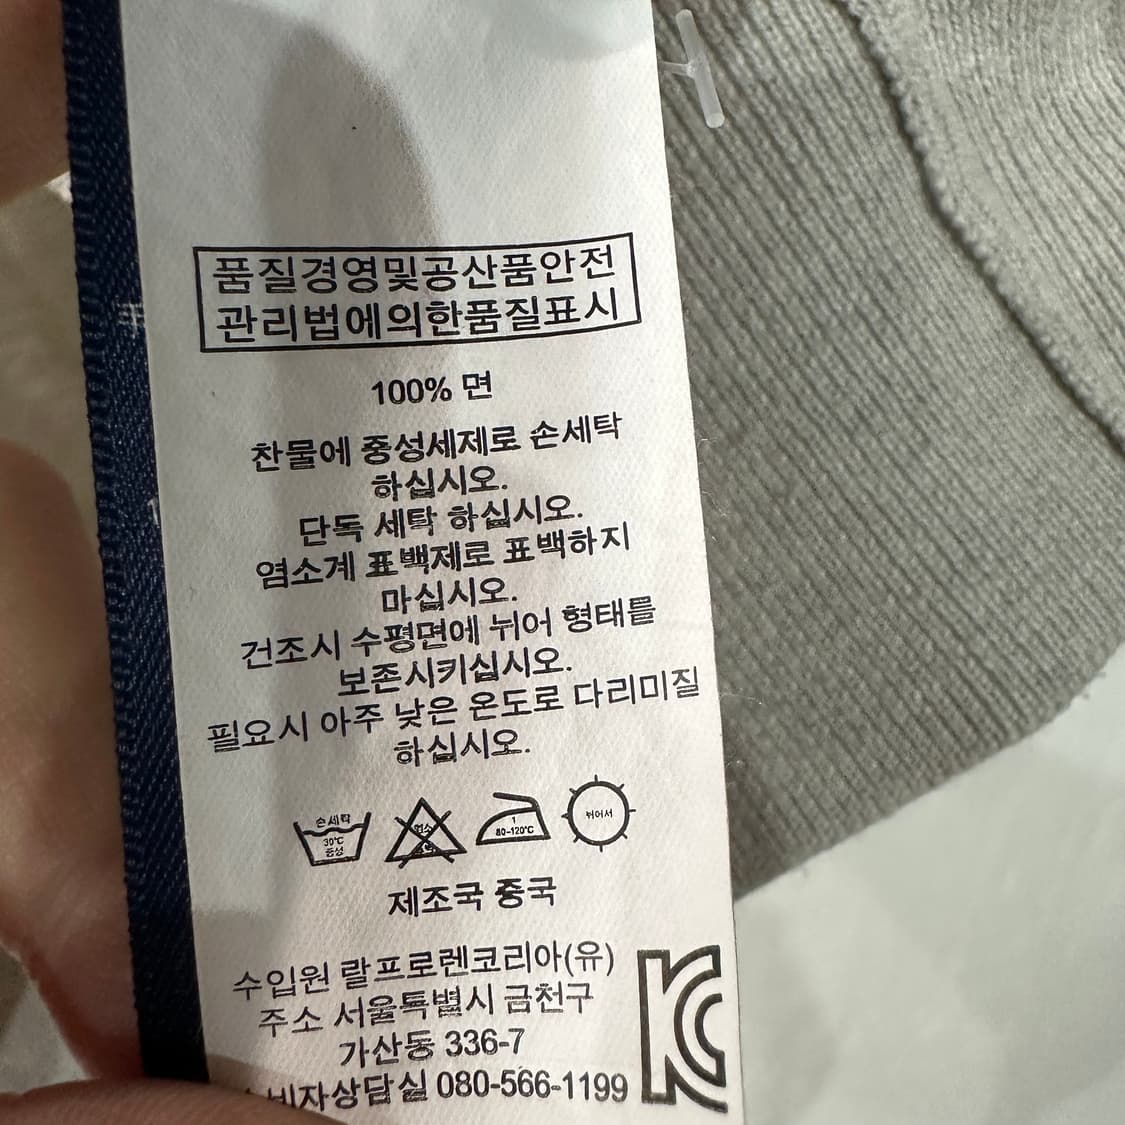 품질경영및공산품안전
관리법에의한품질표시
100% 면
찬물에 중성세제로 손세탁
하십시오.
단독 세탁 하십시오.
염소계 표백제로 표백하지
마십시오.
건조시 수평면에 뉘어 형태를
보존시키십시오.
필요시 아주 낮은 온도로 다리미질
하십시오.
손세탁
30℃
중성
1
80-120℃
뉘어서
제조국 중국
수입원 랄프로렌코리아(유)
주소 서울특별시 금천구
가산동 336-7
소비자상담실 080-566-1199